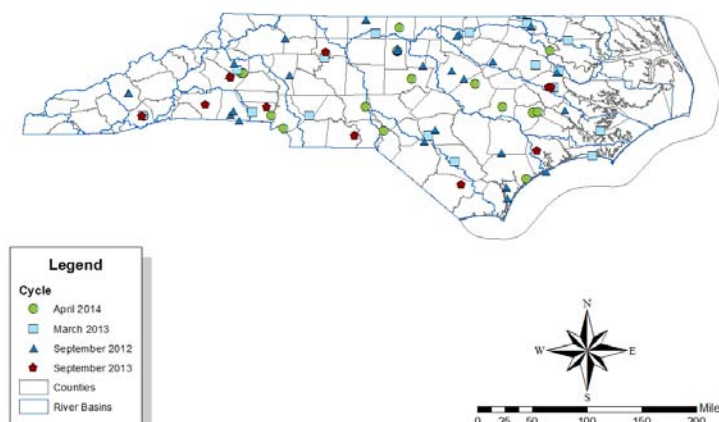 Legend
Cycle
April 2014
March 2013
September 2012
September 2013
Counties
River Basins
N
W E
S
Miles
0 25 50 100 150 200